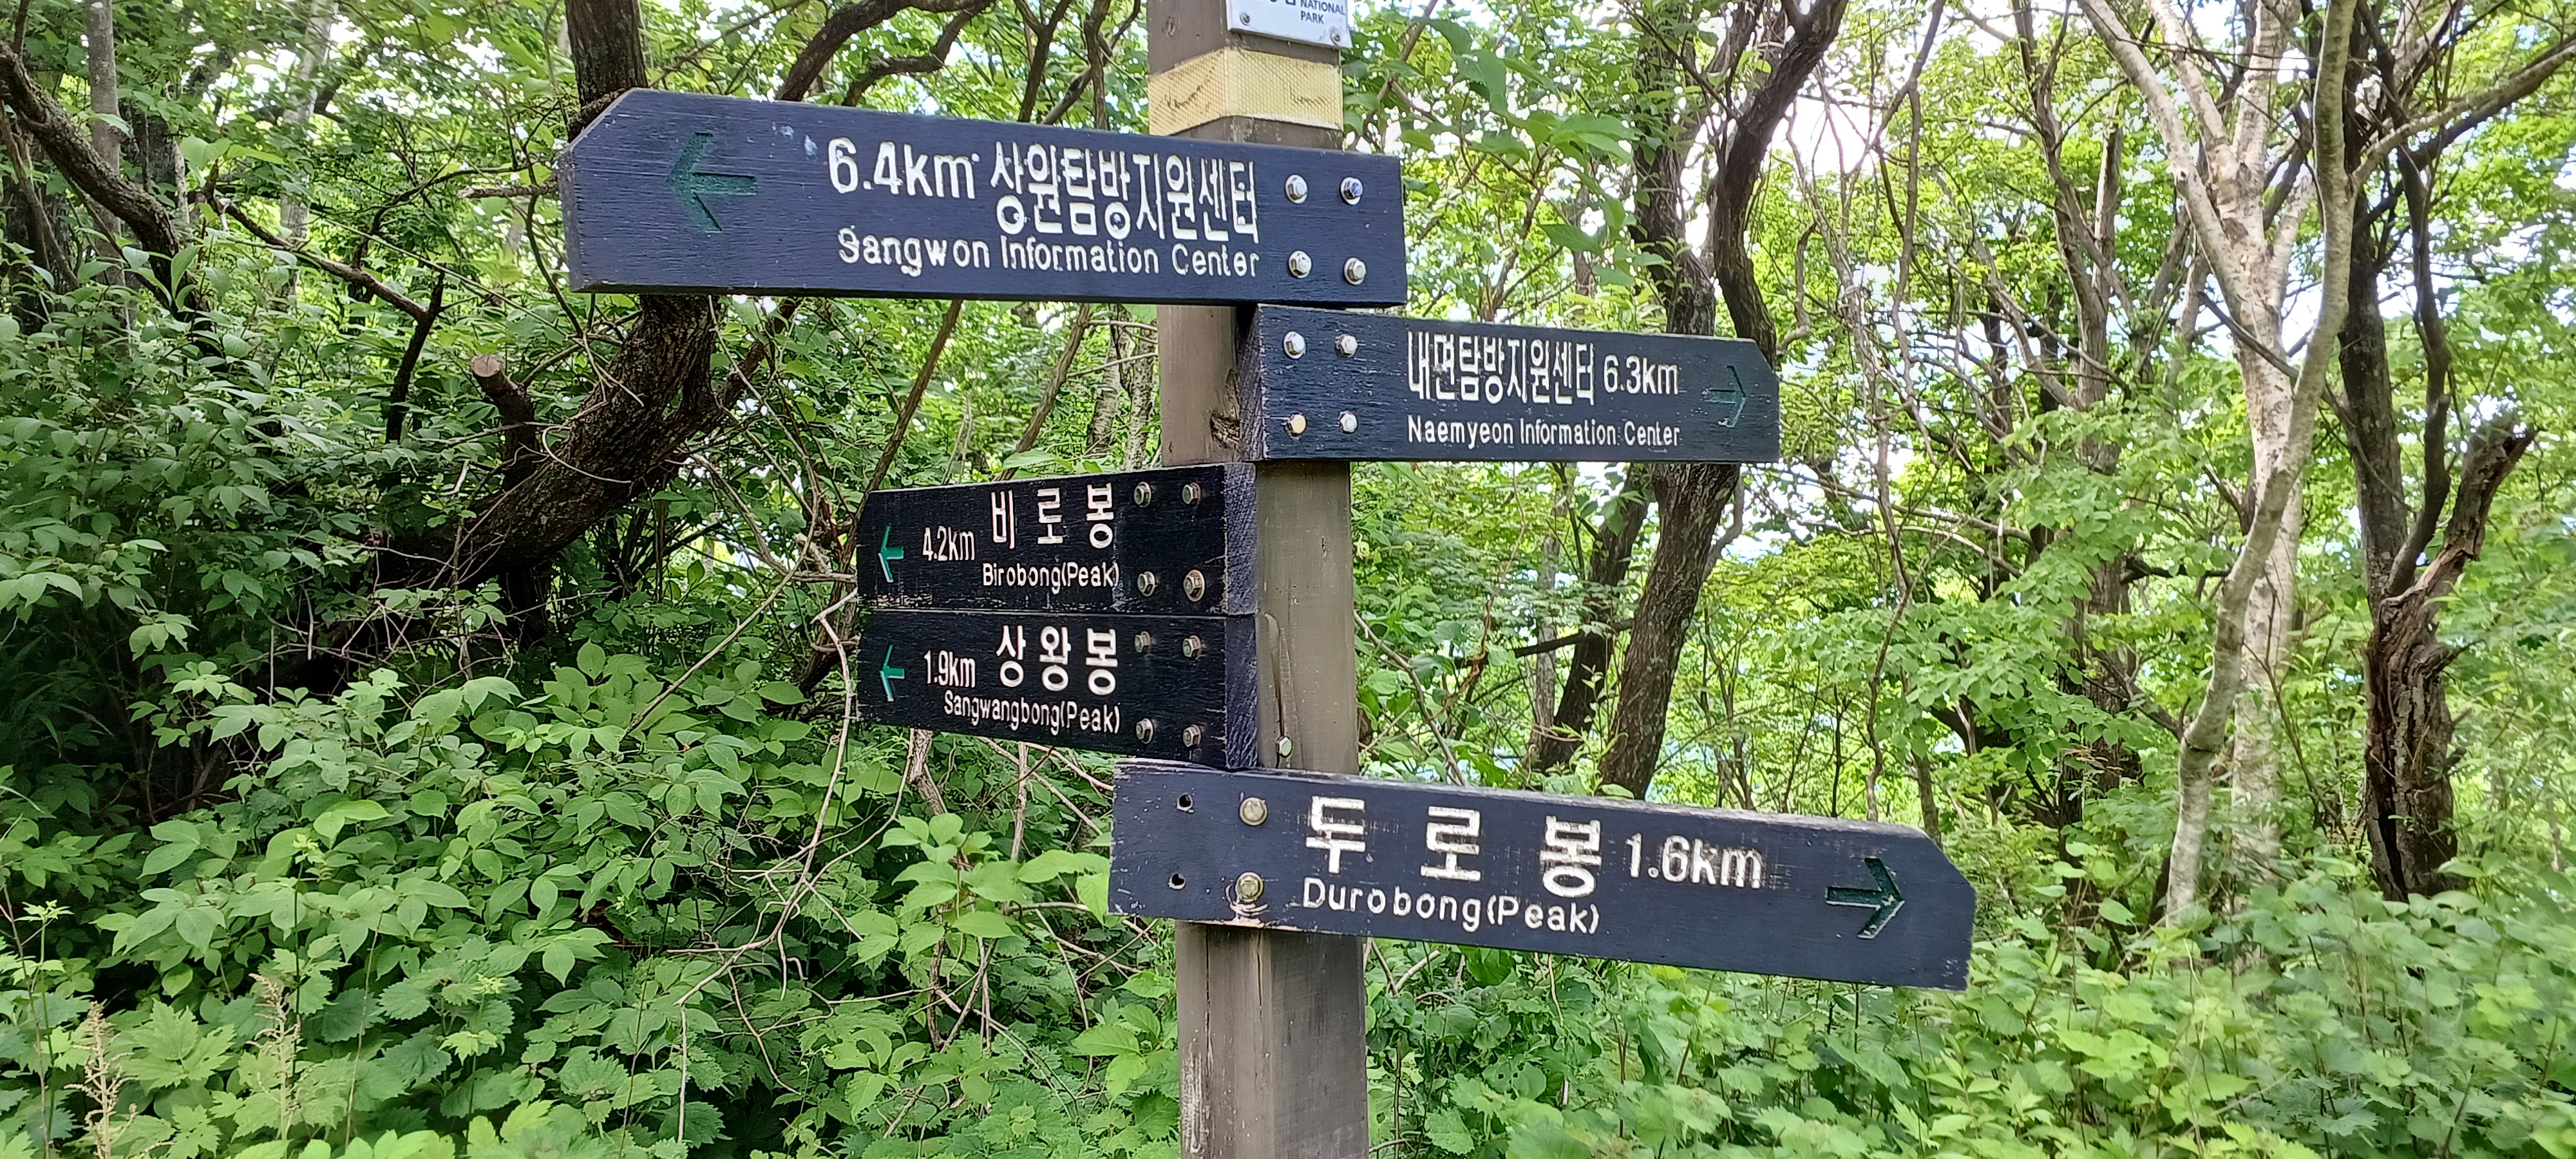 NATIONAL
PARK
6.4km 상원탐방지원센터
Sangwon Information Center
내면탐방지원센터 6.3km
Naemyeon Information Center
4.2km 비로봉
Birobong(Peak)
1.9km 상왕봉
Sangwangbong(Peak)
두로봉 1.6km
Durobong(Peak)